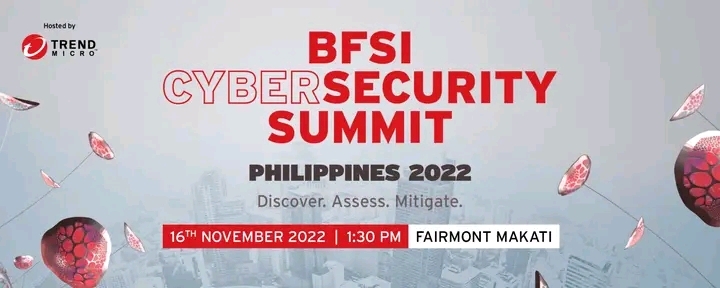 Hosted by
TREND
MICRO
BFSI
CYBERSECURITY
SUMMIT
PHILIPPINES 2022
Discover. Assess. Mitigate.
16TH NOVEMBER 2022 | 1:30 PM FAIRMONT MAKATI